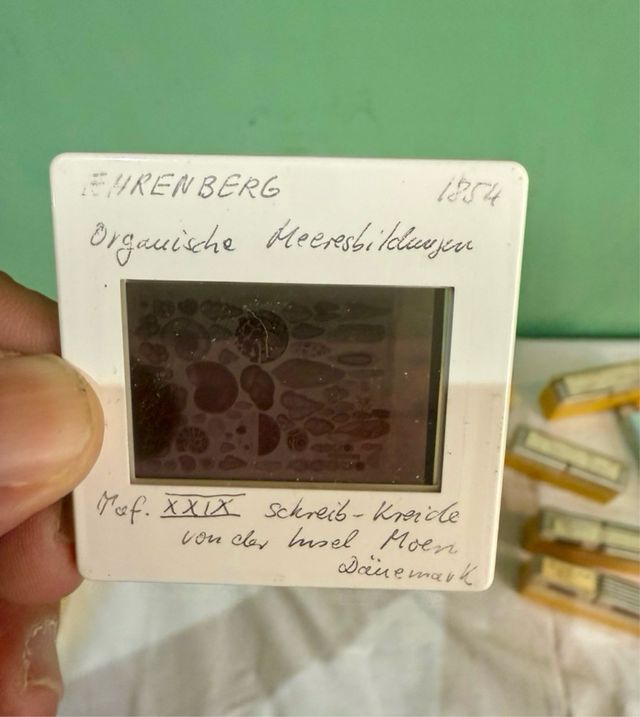 EHRENBERG 1854
Organische Meeresbildungen
Taf. XXIX Schreib-Kreide
von der Insel Moen
Dänemark